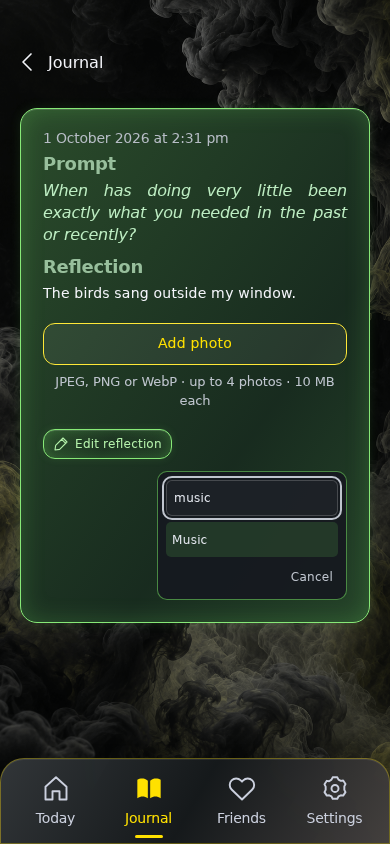 Journal
1 October 2026 at 2:31 pm
Prompt
When has doing very little been
exactly what you needed in the past
or recently?
Reflection
The birds sang outside my window.
Add photo
JPEG, PNG or WebP · up to 4 photos · 10 MB
each
Edit reflection
music
Music
Cancel
Today
Journal
Friends
Settings